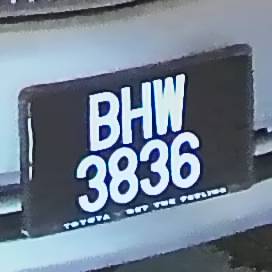 BHW
3836
TOYOTA - GET THE FEELING